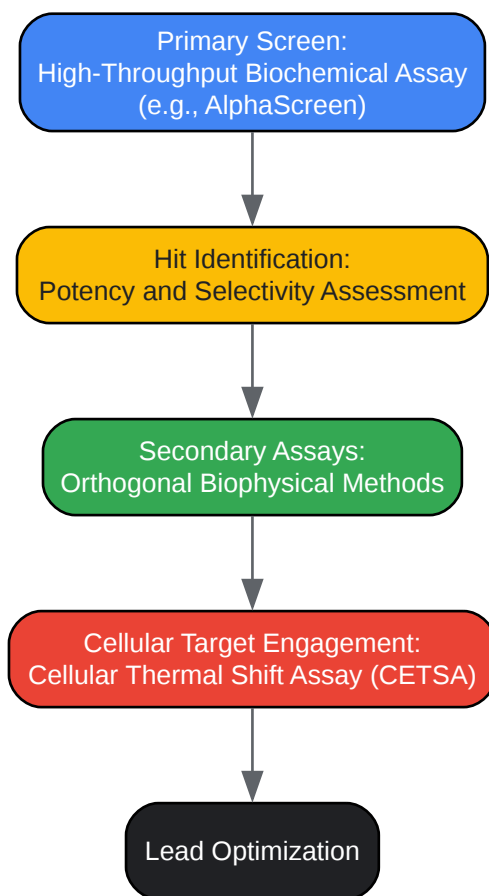 Primary Screen:
High-Throughput Biochemical Assay
(e.g., AlphaScreen)
Hit Identification:
Potency and Selectivity Assessment
Secondary Assays:
Orthogonal Biophysical Methods
Cellular Target Engagement:
Cellular Thermal Shift Assay (CETSA)
Lead Optimization